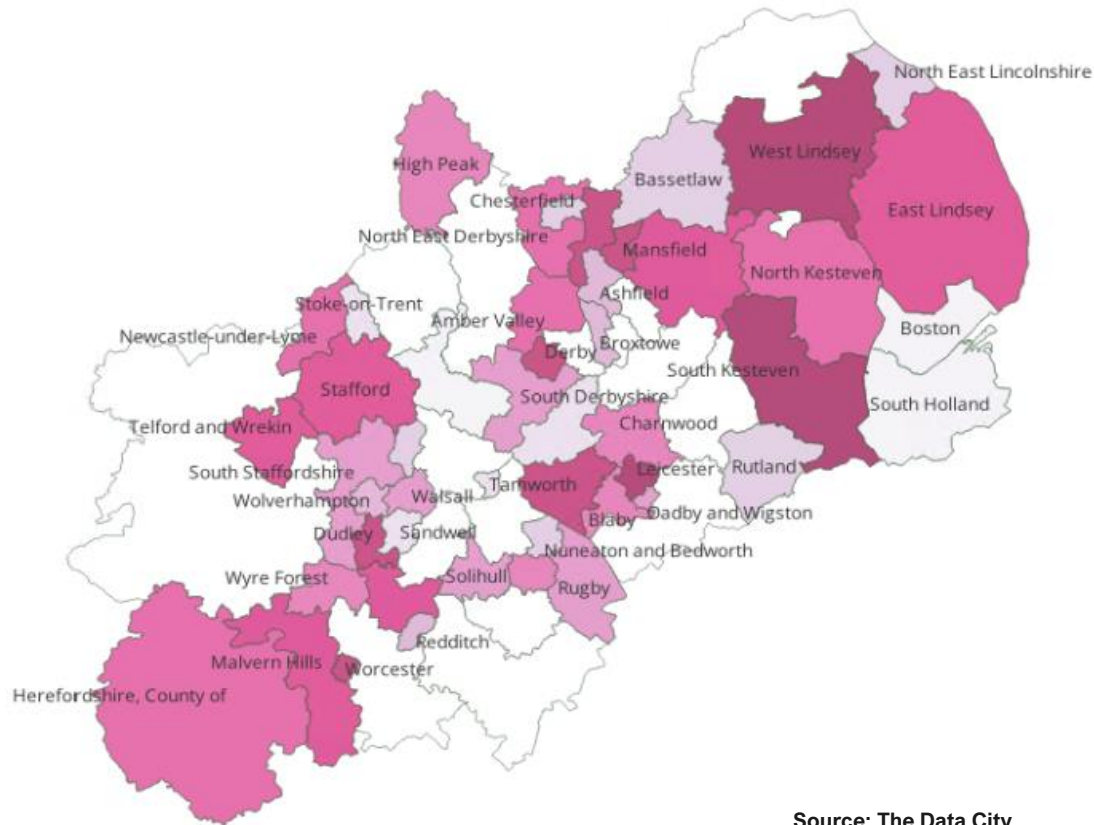 North East Lincolnshire
West Lindsey
High Peak
Bassetlaw
Chesterfield
East Lindsey
North East Derbyshire
Mansfield
North Kesteven
Ashfield
Stoke-on-Trent
Amber Valley
Boston
Newcastle-under-Lyme
Broxtowe
Derby
South Kesteven
Stafford
South Derbyshire
South Holland
Charnwood
Telford and Wrekin
Leicester
Rutland
South Staffordshire
Tamworth
Wolverhampton
Walsall
Oadby and Wigston
Blaby
Dudley
Sandwell
Nuneaton and Bedworth
Wyre Forest
Solihull
Rugby
Redditch
Malvern Hills
Worcester
Herefordshire, County of
Source: The Data City